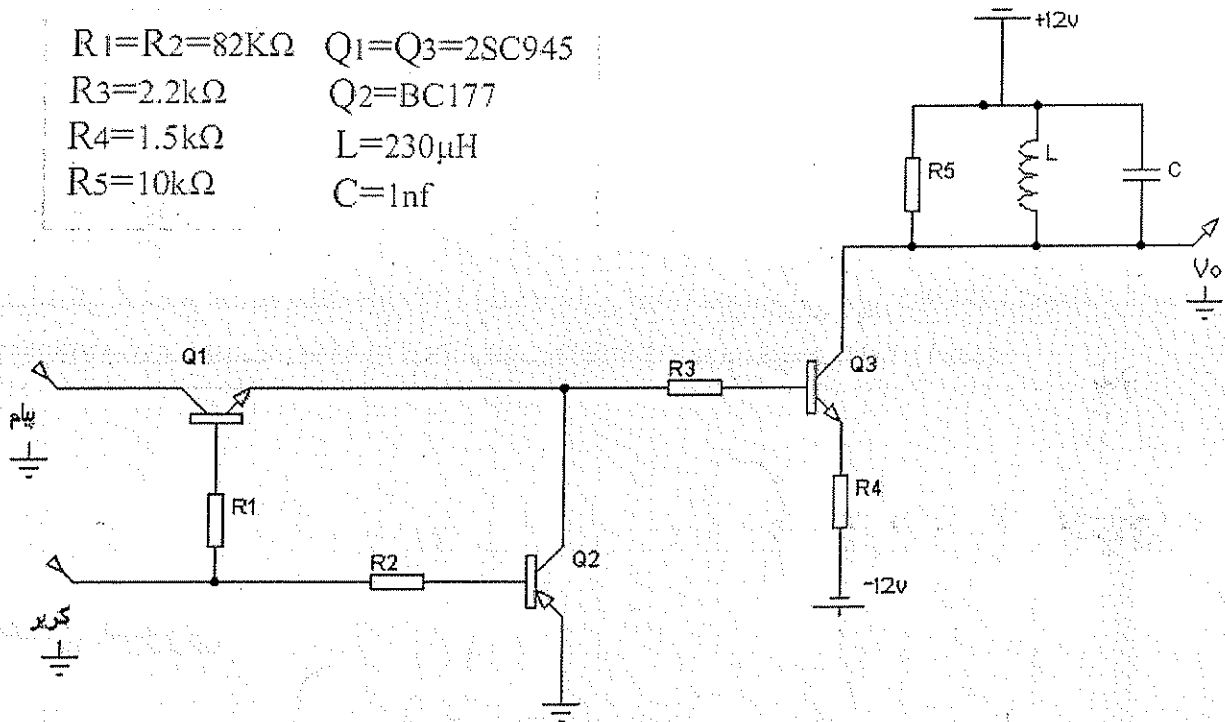 R1=R2=82KΩ Q1=Q3=2SC945
R3=2.2kΩ Q2=BC177
R4=1.5kΩ L=230μH
R5=10kΩ C=1nf
+12v
R5
L
C
Vo
Q1
R3
Q3
پیام
R1
R4
R2
Q2
کریر
-12v